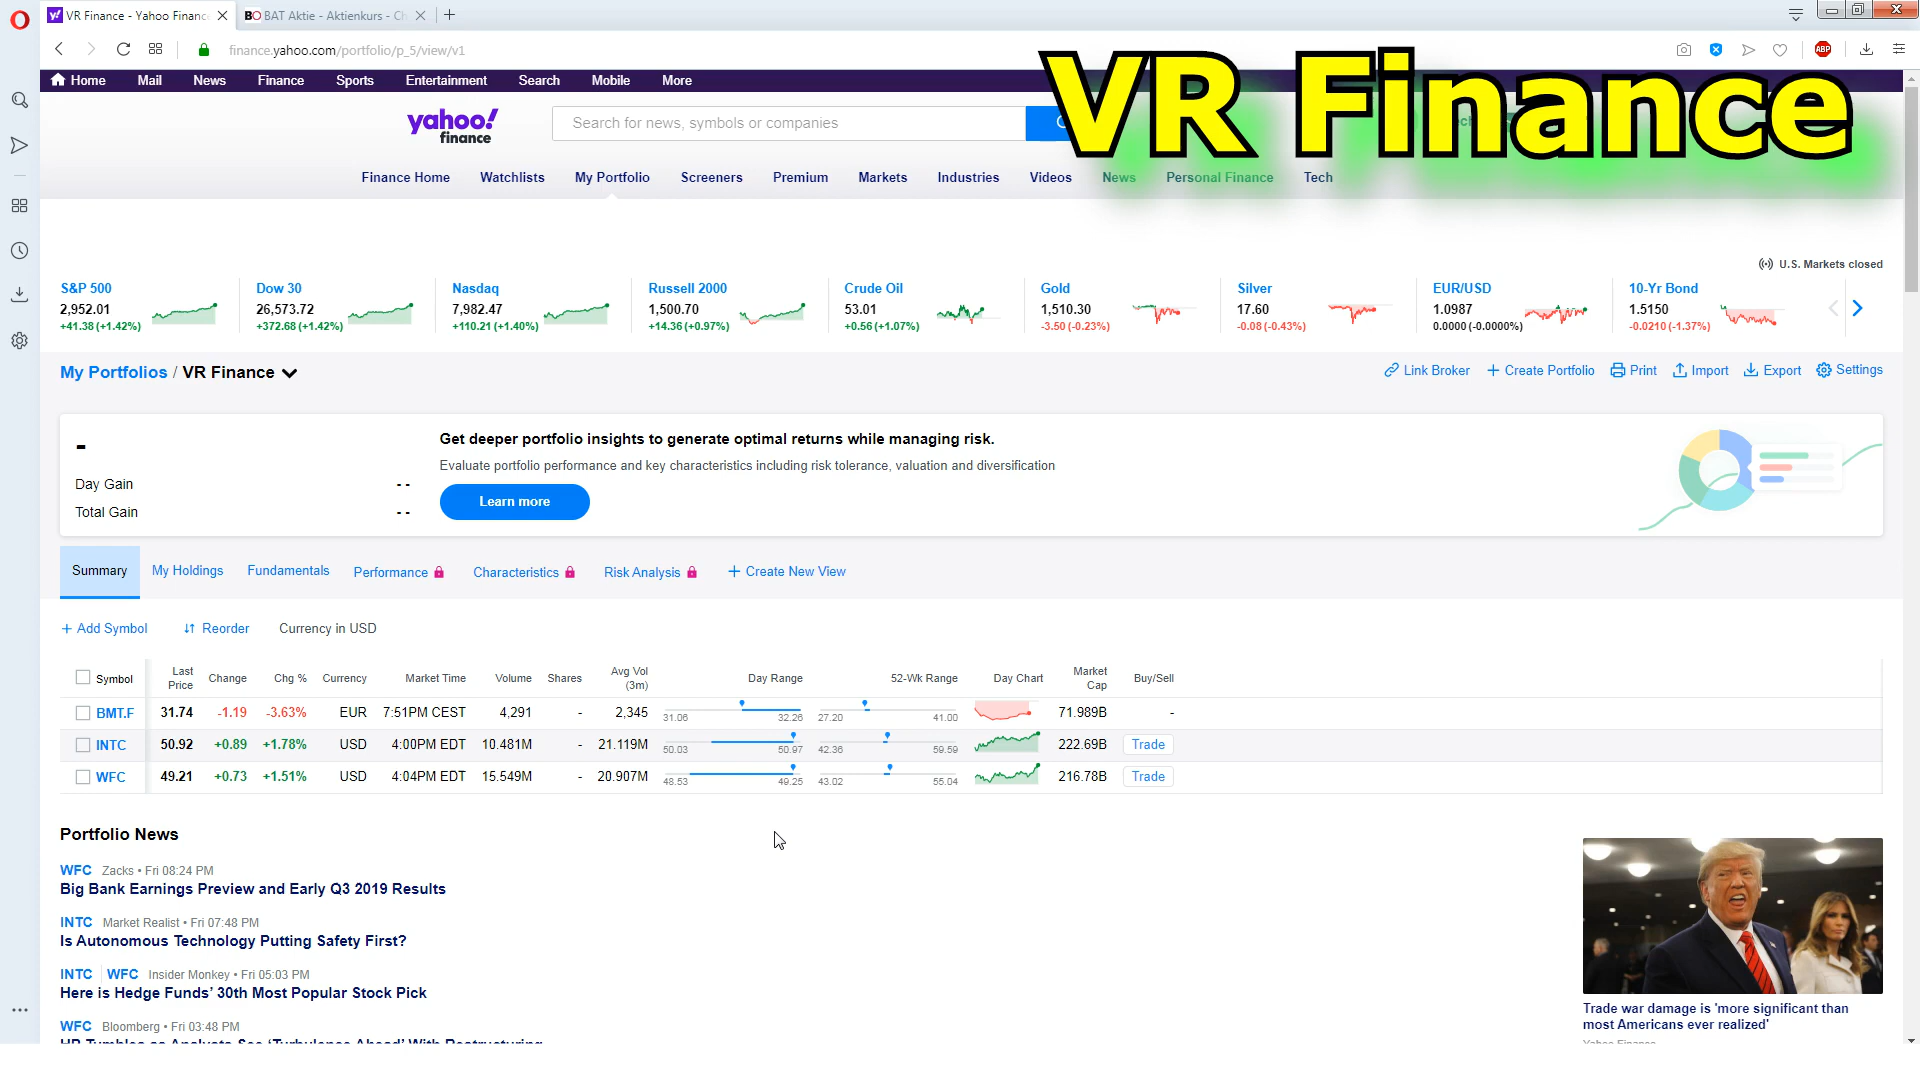 VR Finance - Yahoo Finance
BO BAT Aktie - Aktienkurs - C
finance.yahoo.com/portfolio/p_5/view/v1
ABP
VR Finance
Home Mail News Finance Sports Entertainment Search Mobile More
yahoo! finance
Search for news, symbols or companies
Finance Home Watchlists My Portfolio Screeners Premium Markets Industries Videos News Personal Finance Tech
U.S. Markets closed
S&P 500 Dow 30 Nasdaq Russell 2000 Crude Oil Gold Silver EUR/USD 10-Yr Bond
2,952.01 26,573.72 7,982.47 1,500.70 53.01 1,510.30 17.60 1.0987 1.5150
+41.38 (+1.42%) +372.68 (+1.42%) +110.21 (+1.40%) +14.36 (+0.97%) +0.56 (+1.07%) -3.50 (-0.23%) -0.08 (-0.43%) 0.0000 (-0.0000%) -0.0210 (-1.37%)
My Portfolios / VR Finance
Link Broker + Create Portfolio Print Import Export Settings
-
Get deeper portfolio insights to generate optimal returns while managing risk.
Evaluate portfolio performance and key characteristics including risk tolerance, valuation and diversification
Day Gain --
Learn more
Total Gain --
Summary My Holdings Fundamentals Performance Characteristics Risk Analysis + Create New View
+ Add Symbol Reorder Currency in USD
Symbol Last Price Change Chg % Currency Market Time Volume Shares Avg Vol (3m) Day Range 52-Wk Range Day Chart Market Cap Buy/Sell
BMT.F 31.74 -1.19 -3.63% EUR 7:51PM CEST 4,291 - 2,345 31.06 32.26 27.20 41.00 71.989B -
INTC 50.92 +0.89 +1.78% USD 4:00PM EDT 10.481M - 21.119M 50.03 50.97 42.36 59.59 222.69B Trade
WFC 49.21 +0.73 +1.51% USD 4:04PM EDT 15.549M - 20.907M 48.53 49.25 43.02 55.04 216.78B Trade
Portfolio News
WFC Zacks • Fri 08:24 PM
Big Bank Earnings Preview and Early Q3 2019 Results
INTC Market Realist • Fri 07:48 PM
Is Autonomous Technology Putting Safety First?
INTC WFC Insider Monkey • Fri 05:03 PM
Here is Hedge Funds' 30th Most Popular Stock Pick
WFC Bloomberg • Fri 03:48 PM
HP Tumbles as Analysts See 'Turbulence Ahead' With Restructuring
Trade war damage is 'more significant than
most Americans ever realized'
Yahoo Finance